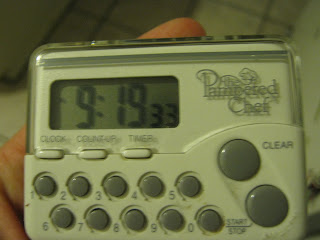 9:19 33
The
Pampered
Chef
CLOCK COUNT-UP TIMER
CLEAR
1 2 3 4 5
6 7 8 9 0 START/
STOP